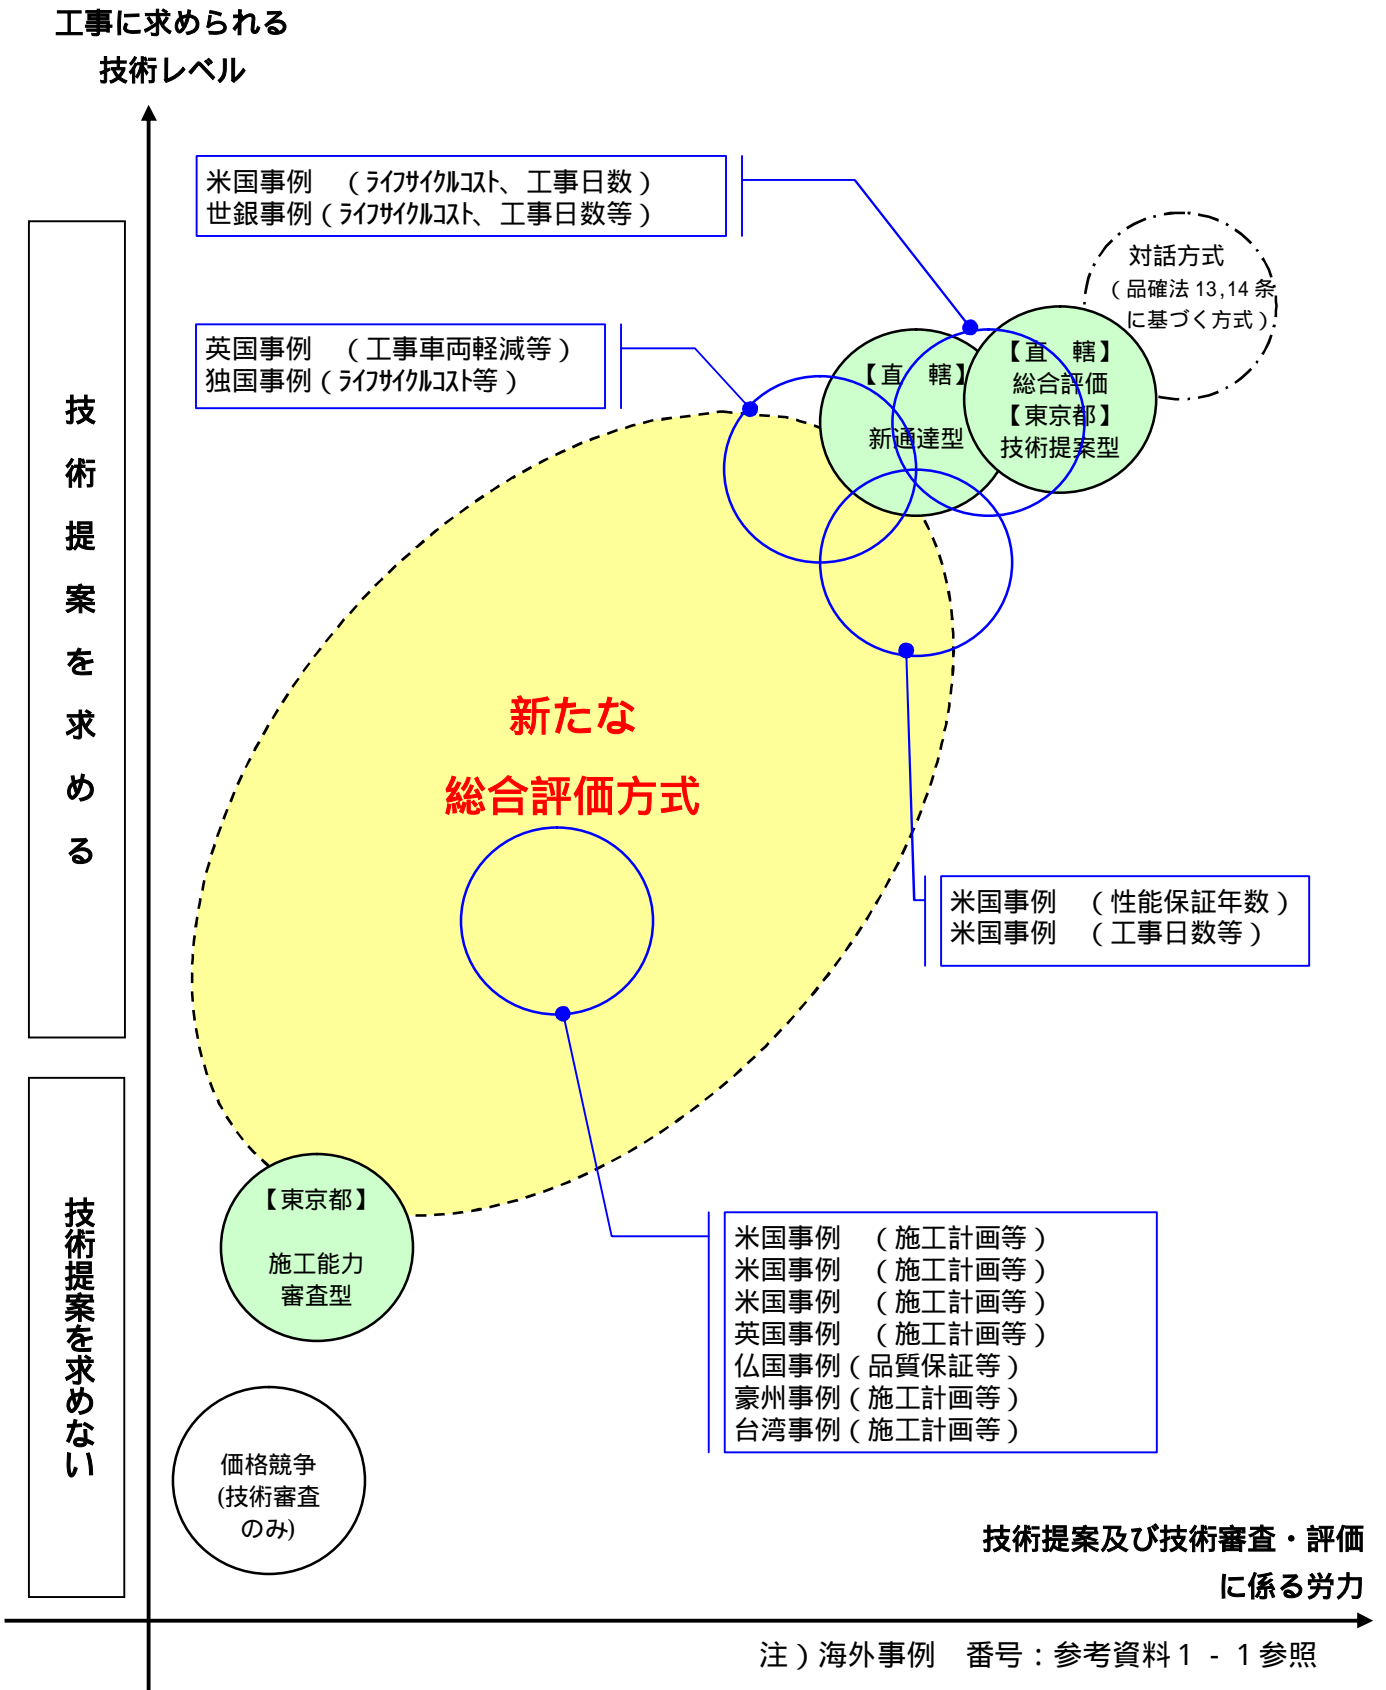 工事に求められる
技術レベル
米国事例　（ﾗｲﾌｻｲｸﾙｺｽﾄ、工事日数）
世銀事例（ﾗｲﾌｻｲｸﾙｺｽﾄ、工事日数等）
対話方式
（品確法13,14条
に基づく方式）
英国事例　（工事車両軽減等）
独国事例（ﾗｲﾌｻｲｸﾙｺｽﾄ等）
【直　轄】
新通達型
【直　轄】
総合評価
【東京都】
技術提案型
技術提案を求める
新たな
総合評価方式
米国事例　（性能保証年数）
米国事例　（工事日数等）
技術提案を求めない
【東京都】
施工能力
審査型
米国事例　（施工計画等）
米国事例　（施工計画等）
米国事例　（施工計画等）
英国事例　（施工計画等）
仏国事例（品質保証等）
豪州事例（施工計画等）
台湾事例（施工計画等）
価格競争
(技術審査
のみ)
技術提案及び技術審査・評価
に係る労力
注）海外事例　番号：参考資料１‐１参照